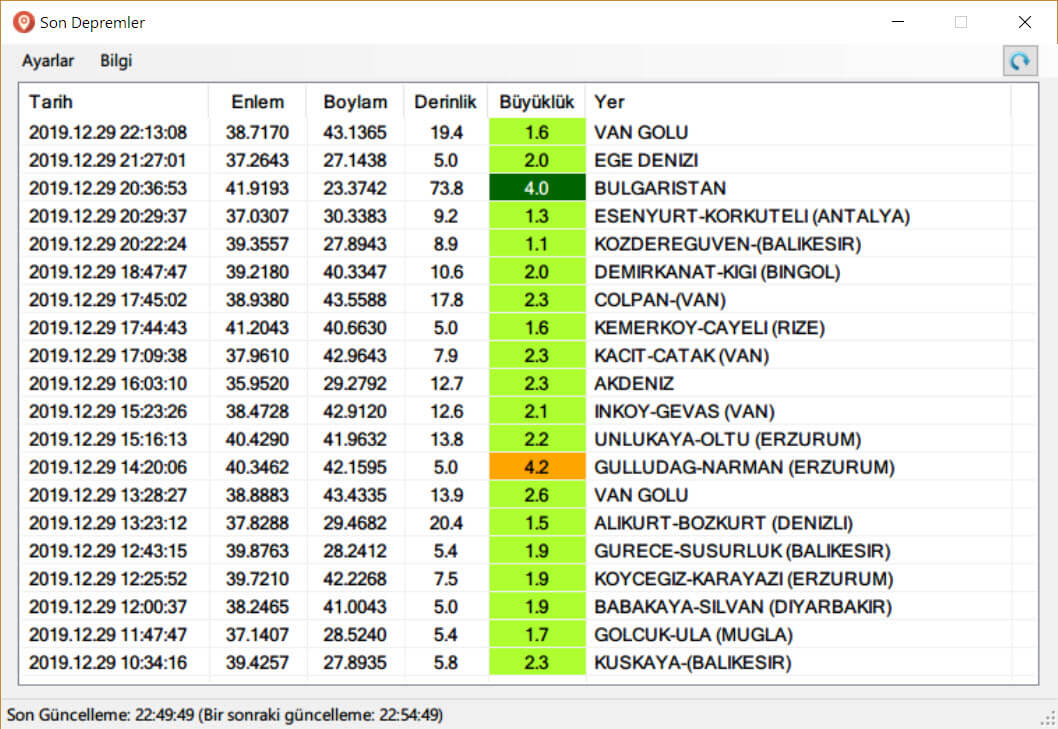 Son Depremler
Ayarlar Bilgi
Tarih Enlem Boylam Derinlik Büyüklük Yer
2019.12.29 22:13:08 38.7170 43.1365 19.4 1.6 VAN GOLU
2019.12.29 21:27:01 37.2643 27.1438 5.0 2.0 EGE DENIZI
2019.12.29 20:36:53 41.9193 23.3742 73.8 4.0 BULGARISTAN
2019.12.29 20:29:37 37.0307 30.3383 9.2 1.3 ESENYURT-KORKUTELI (ANTALYA)
2019.12.29 20:22:24 39.3557 27.8943 8.9 1.1 KOZDEREGUVEN-(BALIKESIR)
2019.12.29 18:47:47 39.2180 40.3347 10.6 2.0 DEMIRKANAT-KIGI (BINGOL)
2019.12.29 17:45:02 38.9380 43.5588 17.8 2.3 COLPAN-(VAN)
2019.12.29 17:44:43 41.2043 40.6630 5.0 1.6 KEMERKOY-CAYELI (RIZE)
2019.12.29 17:09:38 37.9610 42.9643 7.9 2.3 KACIT-CATAK (VAN)
2019.12.29 16:03:10 35.9520 29.2792 12.7 2.3 AKDENIZ
2019.12.29 15:23:26 38.4728 42.9120 12.6 2.1 INKOY-GEVAS (VAN)
2019.12.29 15:16:13 40.4290 41.9632 13.8 2.2 UNLUKAYA-OLTU (ERZURUM)
2019.12.29 14:20:06 40.3462 42.1595 5.0 4.2 GULLUDAG-NARMAN (ERZURUM)
2019.12.29 13:28:27 38.8883 43.4335 13.9 2.6 VAN GOLU
2019.12.29 13:23:12 37.8288 29.4682 20.4 1.5 ALIKURT-BOZKURT (DENIZLI)
2019.12.29 12:43:15 39.8763 28.2412 5.4 1.9 GURECE-SUSURLUK (BALIKESIR)
2019.12.29 12:25:52 39.7210 42.2268 7.5 1.9 KOYCEGIZ-KARAYAZI (ERZURUM)
2019.12.29 12:00:37 38.2465 41.0043 5.0 1.9 BABAKAYA-SILVAN (DIYARBAKIR)
2019.12.29 11:47:47 37.1407 28.5240 5.4 1.7 GOLCUK-ULA (MUGLA)
2019.12.29 10:34:16 39.4257 27.8935 5.8 2.3 KUSKAYA-(BALIKESIR)
Son Güncelleme: 22:49:49 (Bir sonraki güncelleme: 22:54:49)